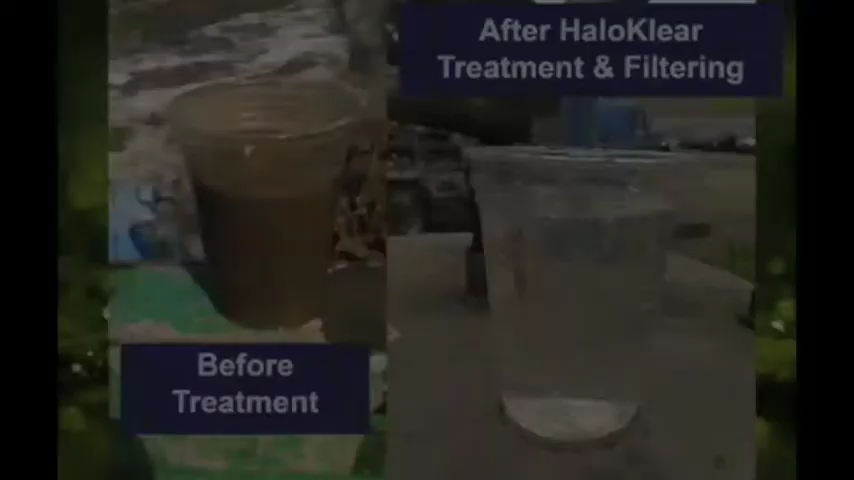 After HaloKlear
Treatment & Filtering
Before
Treatment